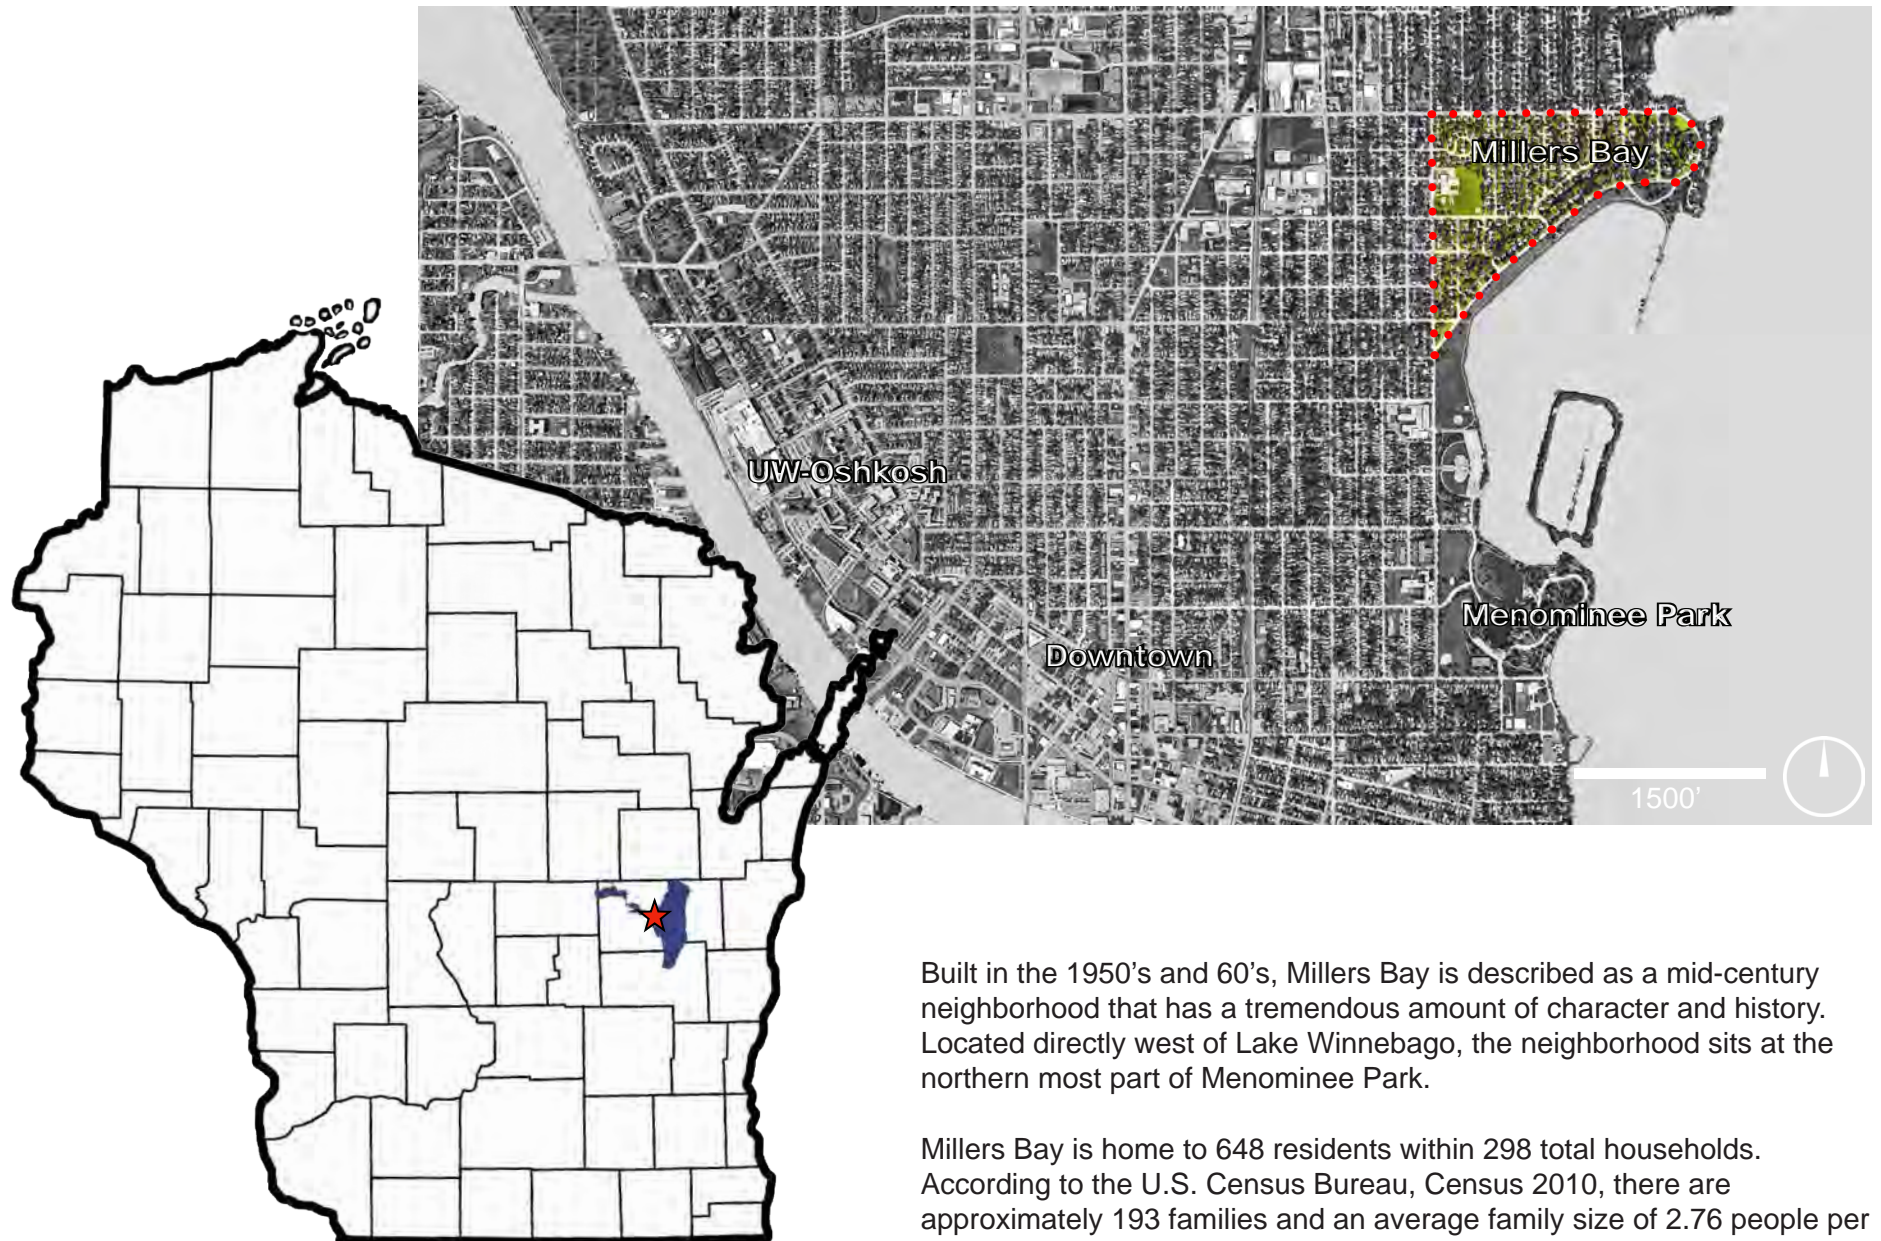 Millers Bay
UW-Oshkosh
Menominee Park
Downtown
1500’
Built in the 1950’s and 60’s, Millers Bay is described as a mid-century
neighborhood that has a tremendous amount of character and history.
Located directly west of Lake Winnebago, the neighborhood sits at the
northern most part of Menominee Park.
Millers Bay is home to 648 residents within 298 total households.
According to the U.S. Census Bureau, Census 2010, there are
approximately 193 families and an average family size of 2.76 people per